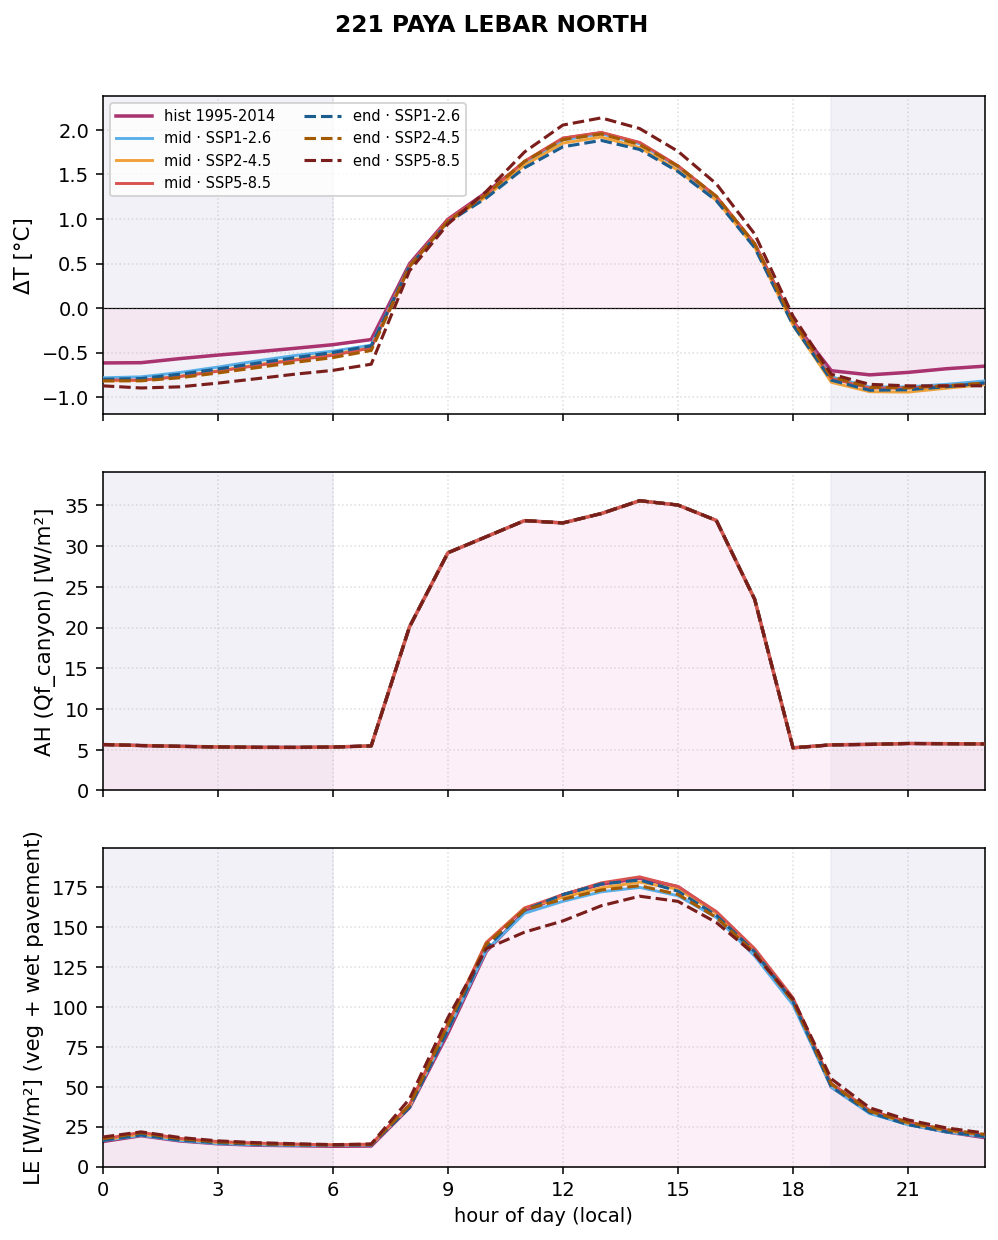 221 PAYA LEBAR NORTH
hist 1995-2014
mid · SSP1-2.6
mid · SSP2-4.5
mid · SSP5-8.5
end · SSP1-2.6
end · SSP2-4.5
end · SSP5-8.5
ΔT [°C]
2.0
1.5
1.0
0.5
0.0
−0.5
−1.0
AH (Qf_canyon) [W/m²]
35
30
25
20
15
10
5
0
LE [W/m²] (veg + wet pavement)
175
150
125
100
75
50
25
0
0 3 6 9 12 15 18 21
hour of day (local)